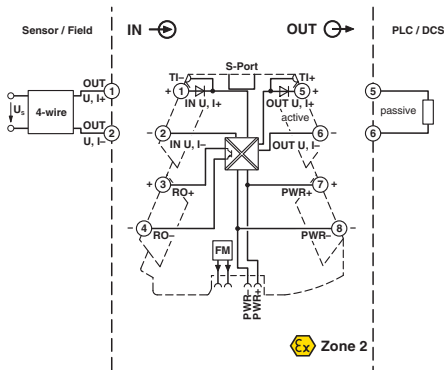 Sensor / Field
IN
OUT
PLC / DCS
S-Port
TI– TI+
OUT 1 + 1 5 + 5
U, I+ IN U, I+ OUT U, I+
Us 4-wire active passive
OUT 2 – 2 6 – 6
U, I– IN U, I– OUT U, I–
+ 3 7 +
RO+ PWR+
– 4 8 –
RO– PWR–
FM
PWR–
PWR+
Ex Zone 2